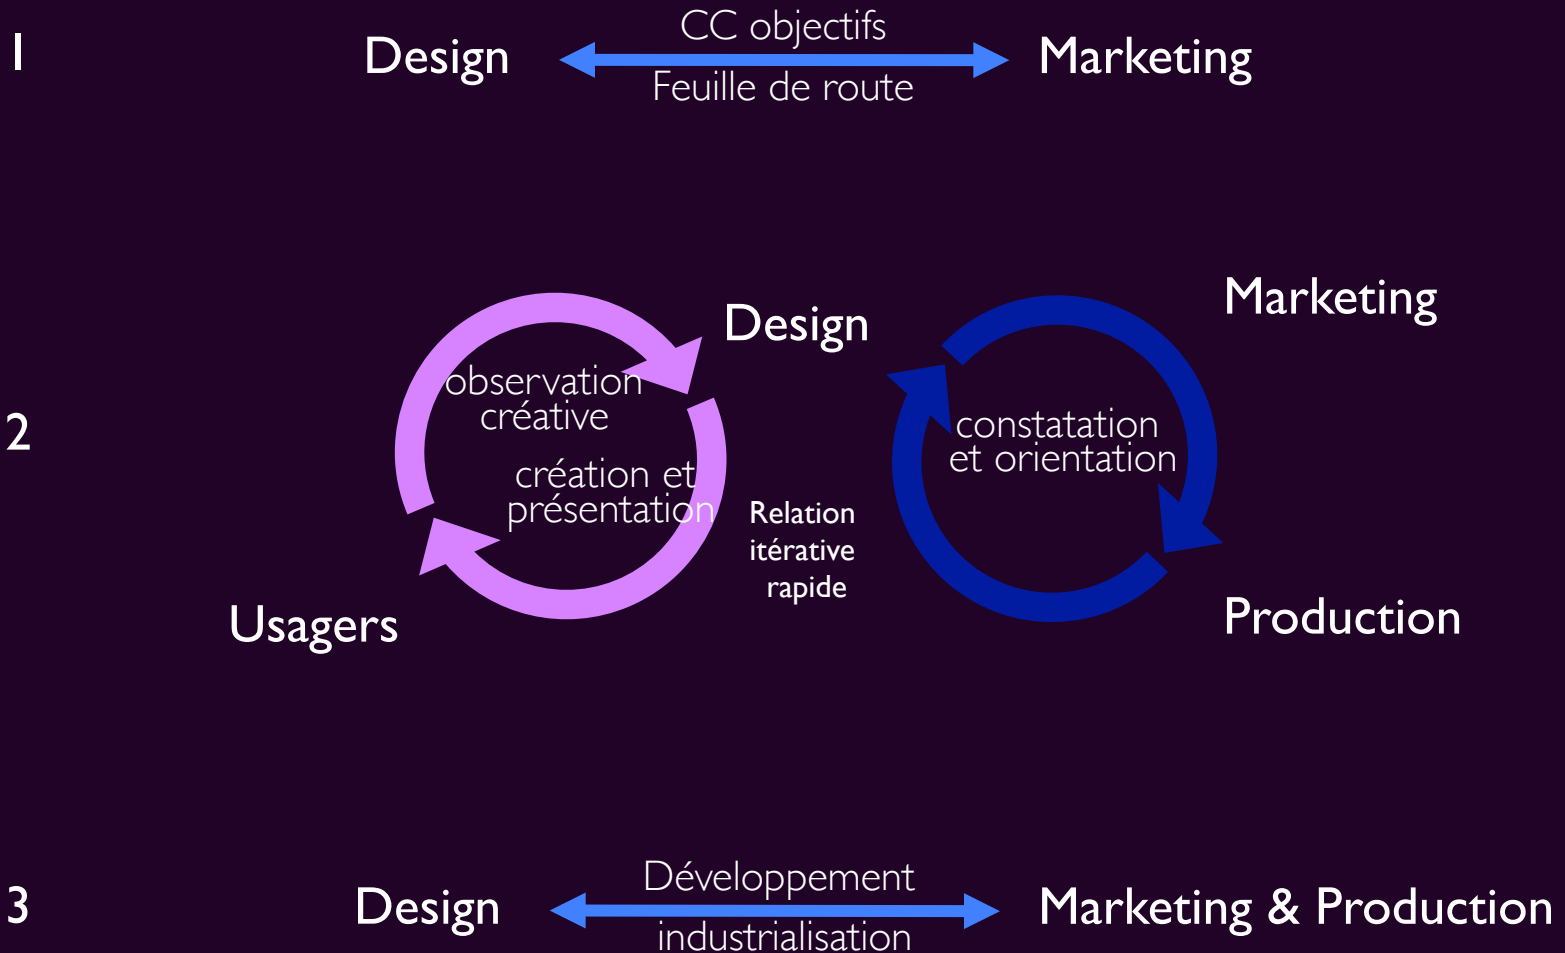 1
Design
CC objectifs
Feuille de route
Marketing
2
observation
créative
création et
présentation
Usagers
Design
Relation
itérative
rapide
constatation
et orientation
Marketing
Production
3
Design
Développement
industrialisation
Marketing & Production